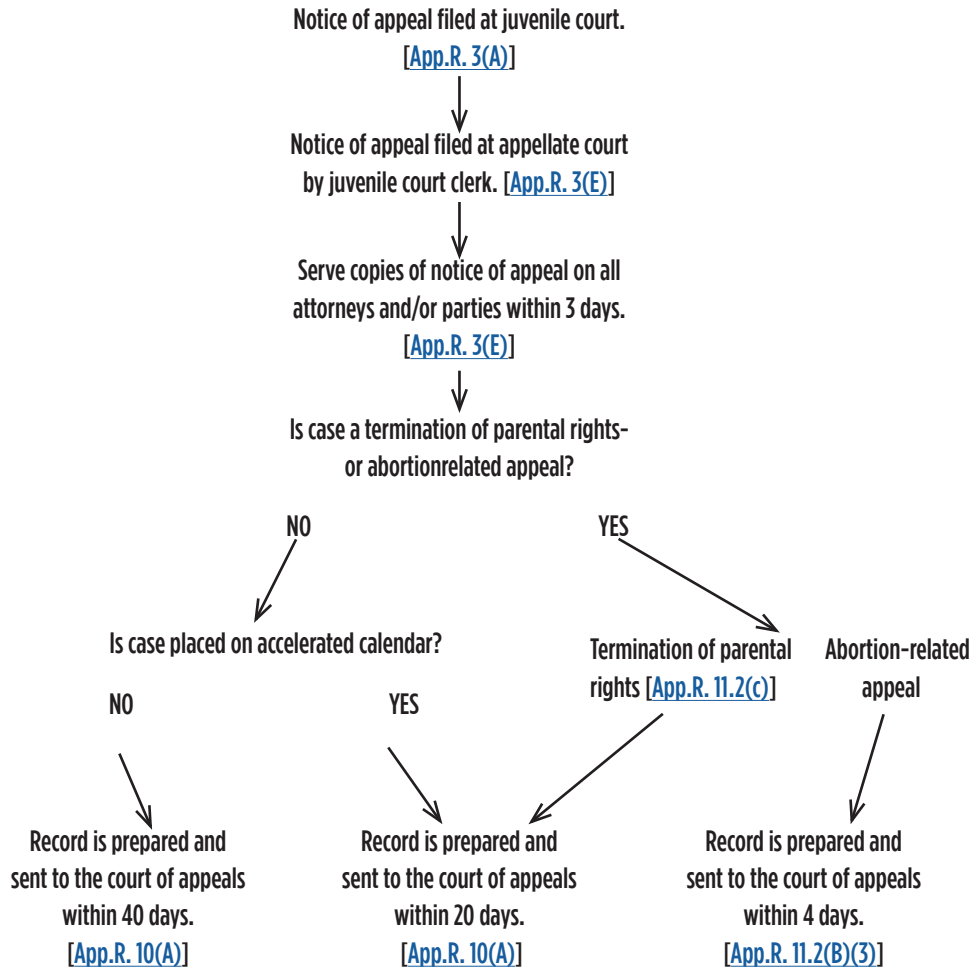 Notice of appeal filed at juvenile court.
[App.R. 3(A)]
Notice of appeal filed at appellate court
by juvenile court clerk. [App.R. 3(E)]
Serve copies of notice of appeal on all
attorneys and/or parties within 3 days.
[App.R. 3(E)]
Is case a termination of parental rights-
or abortionrelated appeal?
NO
YES
Is case placed on accelerated calendar?
Termination of parental
rights [App.R. 11.2(c)]
Abortion-related
appeal
NO
YES
Record is prepared and
sent to the court of appeals
within 40 days.
[App.R. 10(A)]
Record is prepared and
sent to the court of appeals
within 20 days.
[App.R. 10(A)]
Record is prepared and
sent to the court of appeals
within 4 days.
[App.R. 11.2(B)(3)]